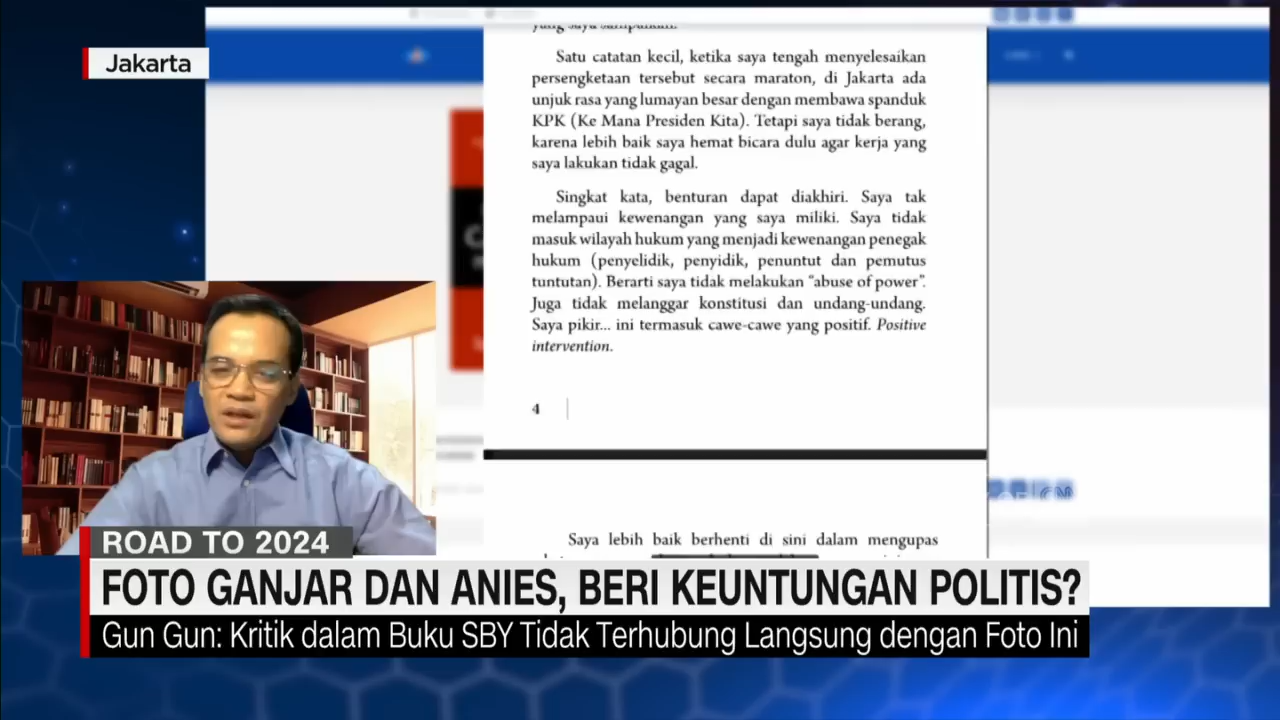 Jakarta
yang saya sampaikan.
Satu catatan kecil, ketika saya tengah menyelesaikan
persengketaan tersebut secara maraton, di Jakarta ada
unjuk rasa yang lumayan besar dengan membawa spanduk
KPK (Ke Mana Presiden Kita). Tetapi saya tidak berang,
karena lebih baik saya hemat bicara dulu agar kerja yang
saya lakukan tidak gagal.
Singkat kata, benturan dapat diakhiri. Saya tak
melampaui kewenangan yang saya miliki. Saya tidak
masuk wilayah hukum yang menjadi kewenangan penegak
hukum (penyelidik, penyidik, penuntut dan pemutus
tuntutan). Berarti saya tidak melakukan “abuse of power”.
Juga tidak melanggar konstitusi dan undang-undang.
Saya pikir... ini termasuk cawe-cawe yang positif. Positive
intervention.
4
Saya lebih baik berhenti di sini dalam mengupas
ROAD TO 2024
FOTO GANJAR DAN ANIES, BERI KEUNTUNGAN POLITIS?
Gun Gun: Kritik dalam Buku SBY Tidak Terhubung Langsung dengan Foto Ini